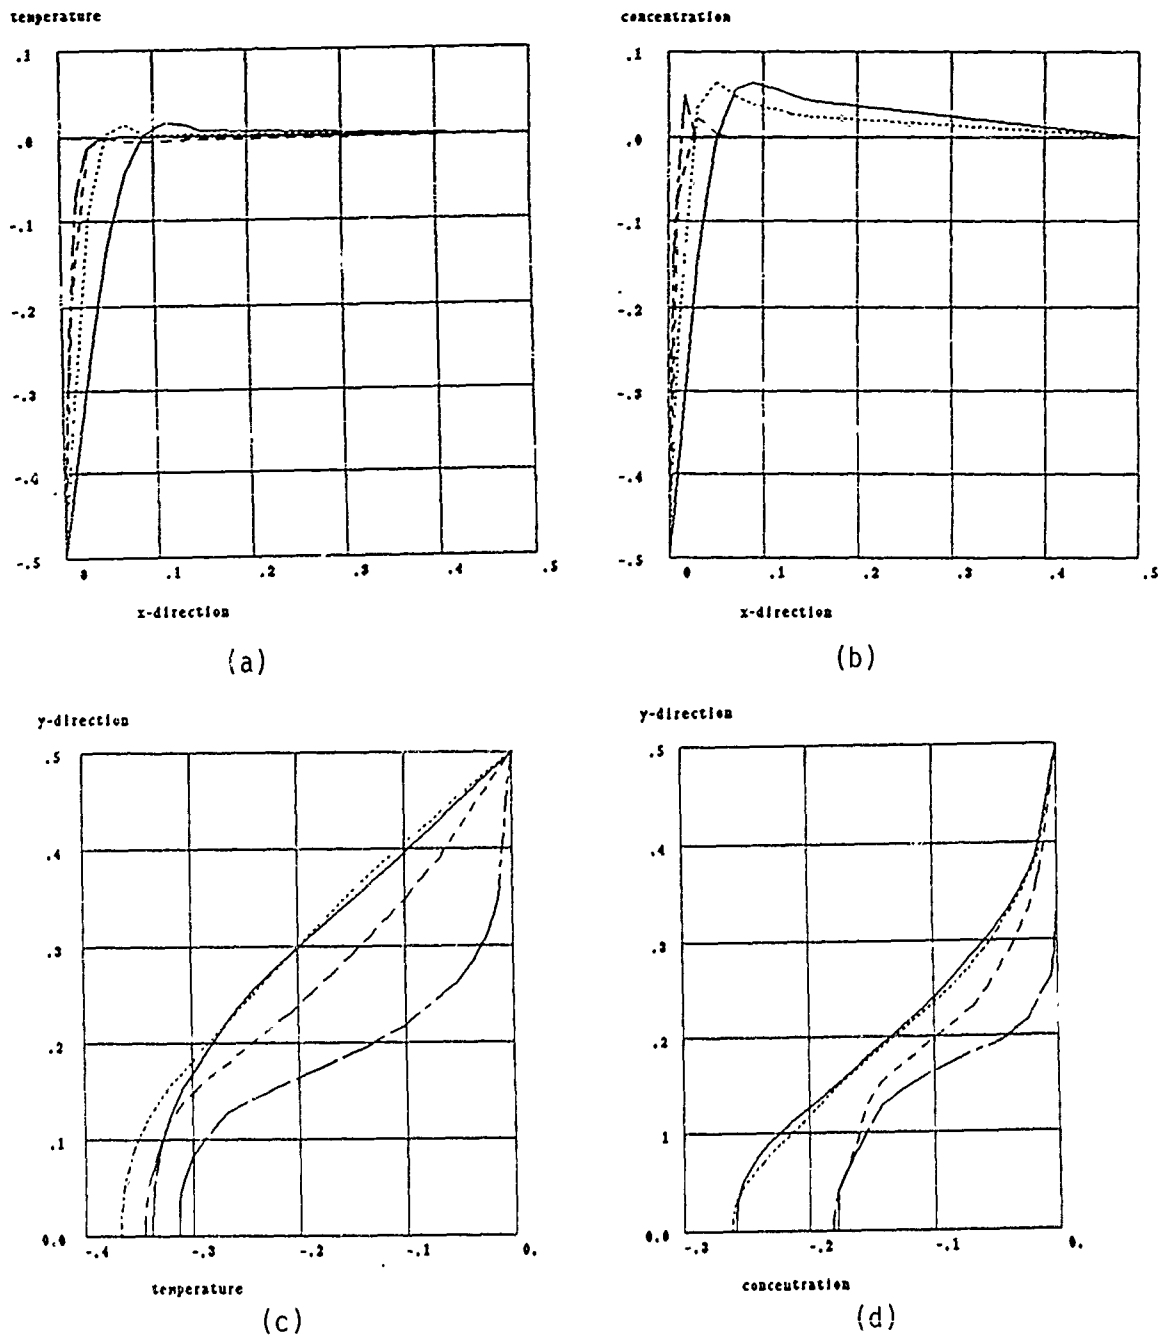 temperature
.1
.0
-.1
-.2
-.3
-.4
-.5
0 .1 .2 .3 .4 .5
x-direction
(a)
concentration
.1
.0
-.1
-.2
-.3
-.4
-.5
0 .1 .2 .3 .4 .5
x-direction
(b)
y-direction
.5
.4
.3
.2
.1
0.0
-.4 -.3 -.2 -.1 0.
temperature
(c)
y-direction
.5
.4
.3
.2
1
0.0
-.3 -.2 -.1 0.
concentration
(d)